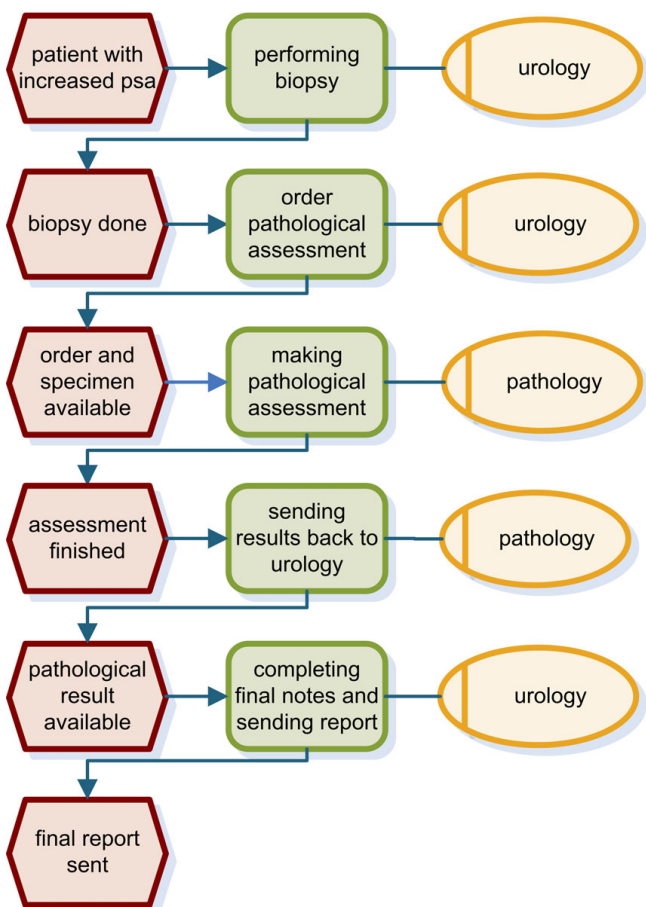 patient with
increased psa
performing
biopsy
urology
biopsy done
order
pathological
assessment
urology
order and
specimen
available
making
pathological
assessment
pathology
assessment
finished
sending
results back to
urology
pathology
pathological
result
available
completing
final notes and
sending report
urology
final report
sent